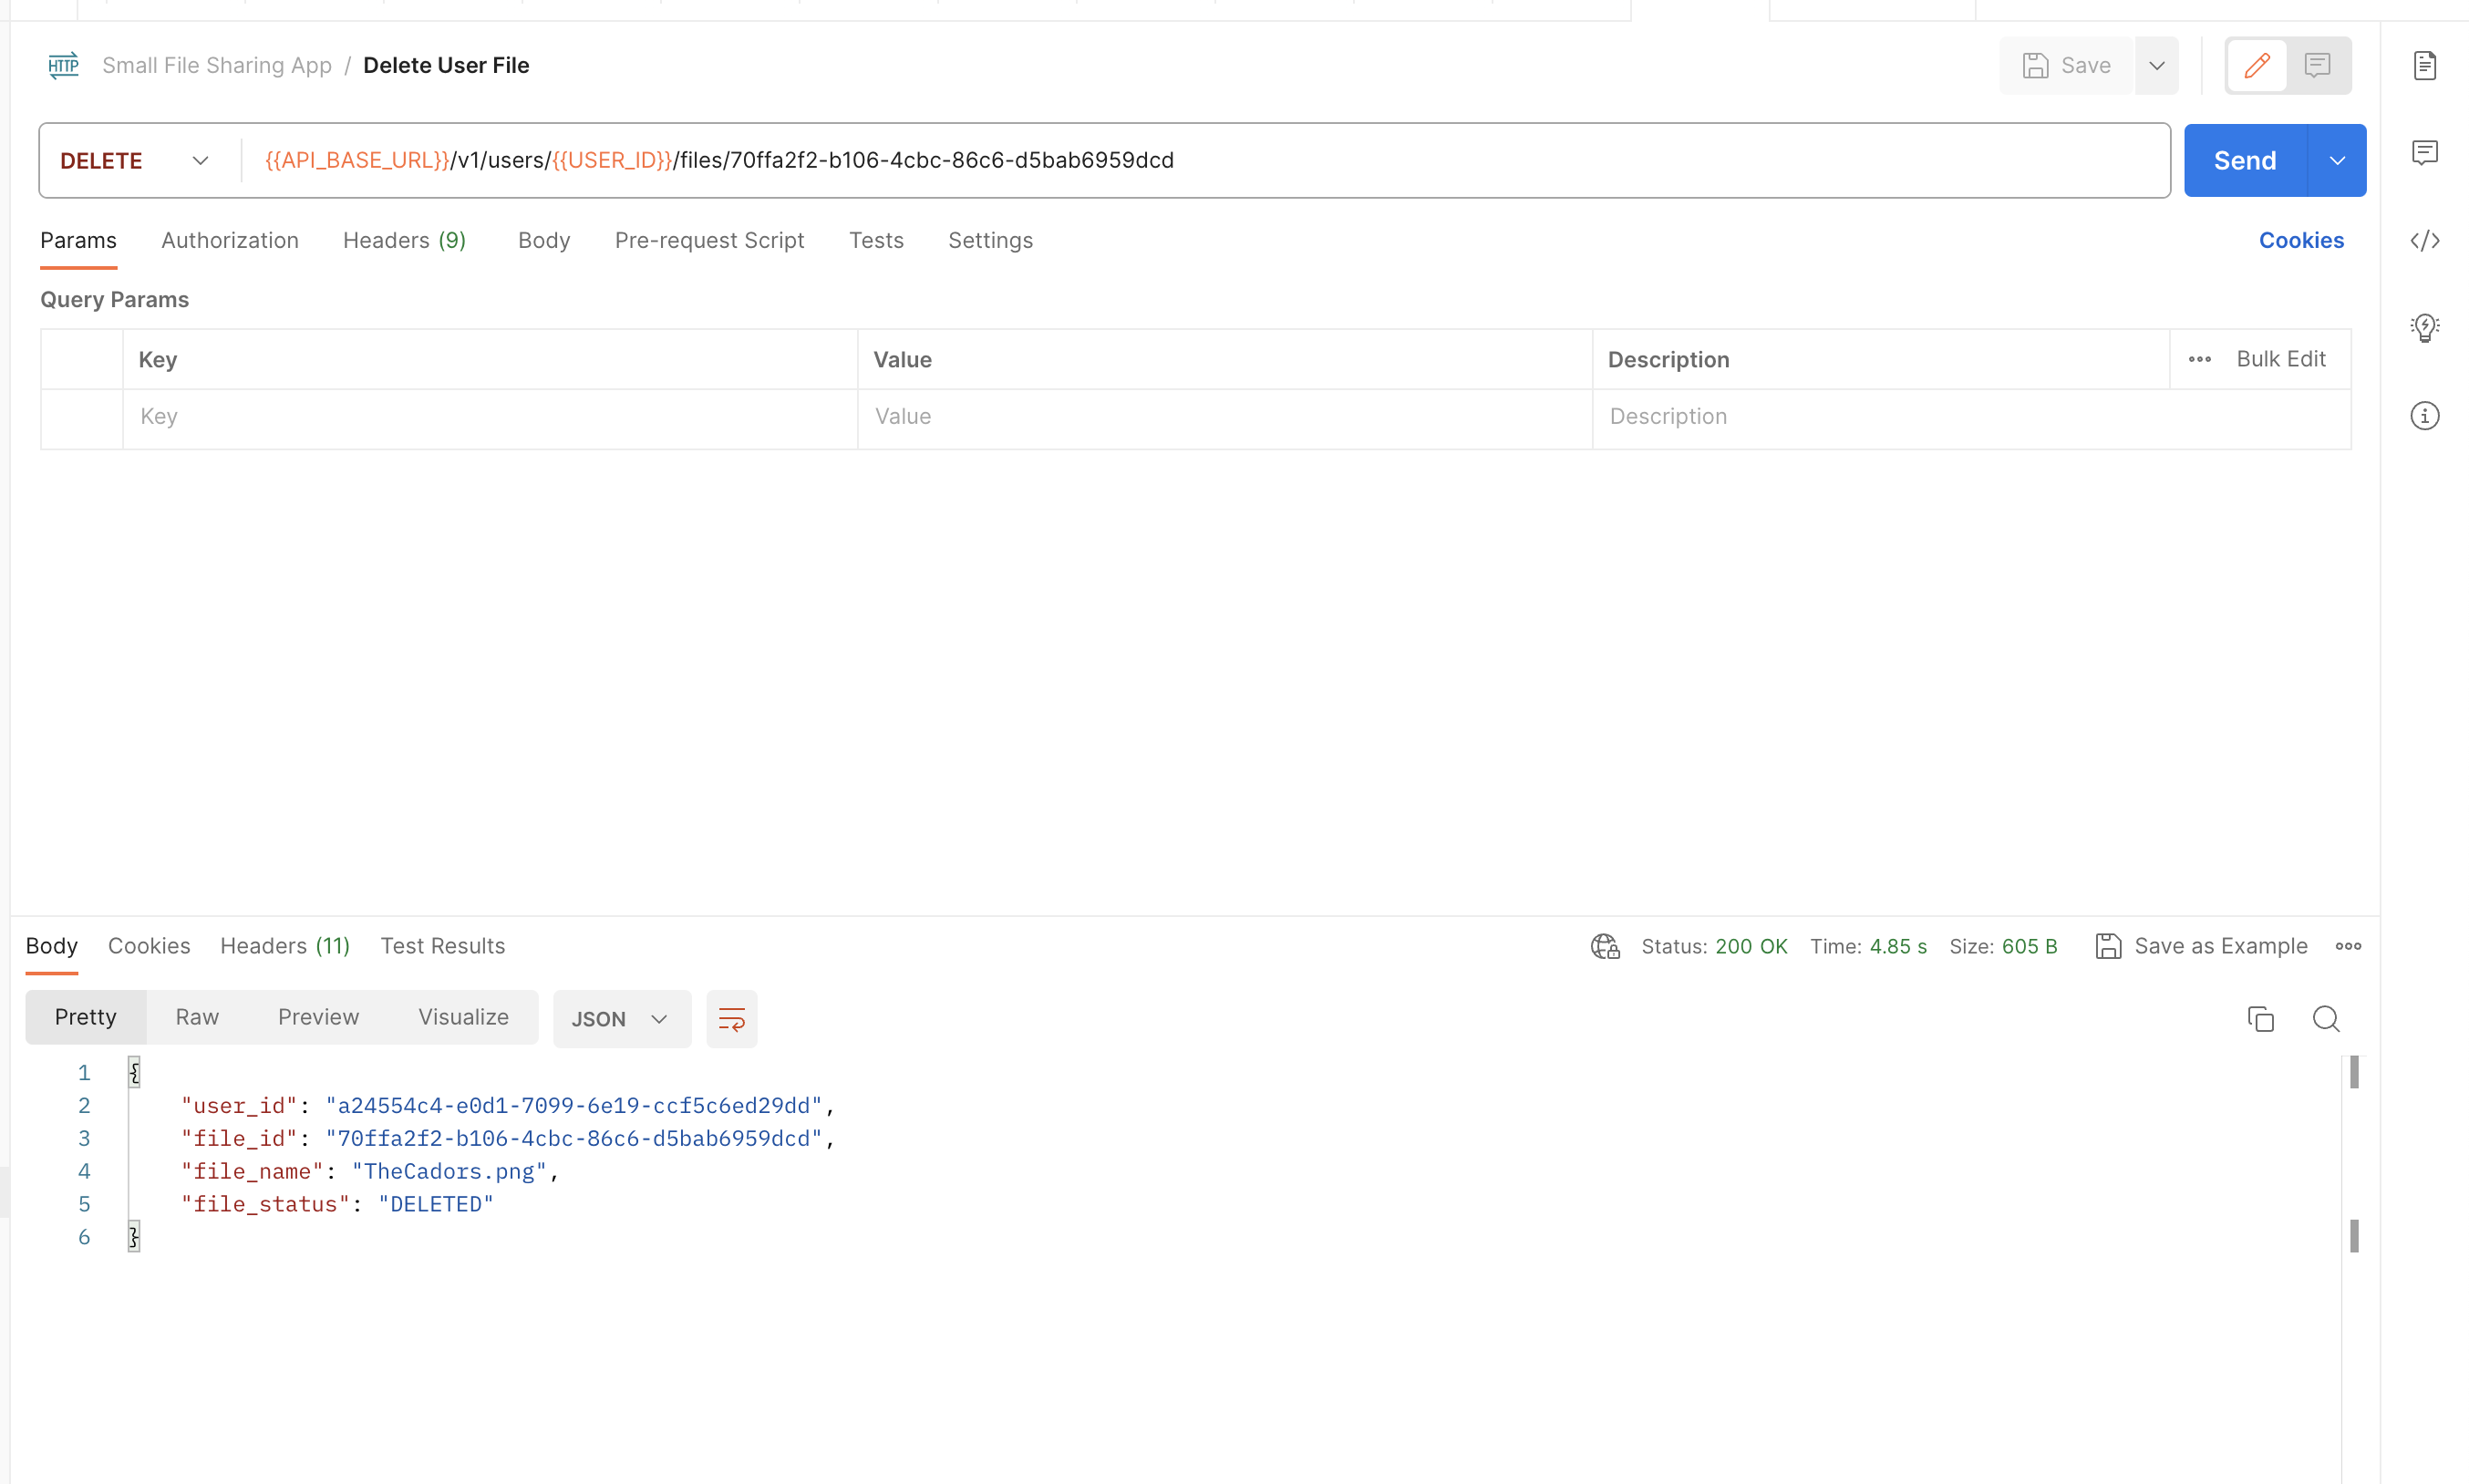 HTTP Small File Sharing App / Delete User File Save
DELETE {{API_BASE_URL}}/v1/users/{{USER_ID}}/files/70ffa2f2-b106-4cbc-86c6-d5bab6959dcd Send
Params Authorization Headers (9) Body Pre-request Script Tests Settings Cookies
Query Params
Key Value Description Bulk Edit
Key Value Description
Body Cookies Headers (11) Test Results Status: 200 OK Time: 4.85 s Size: 605 B Save as Example
Pretty Raw Preview Visualize JSON
1 {
2 "user_id": "a24554c4-e0d1-7099-6e19-ccf5c6ed29dd",
3 "file_id": "70ffa2f2-b106-4cbc-86c6-d5bab6959dcd",
4 "file_name": "TheCadors.png",
5 "file_status": "DELETED"
6 }